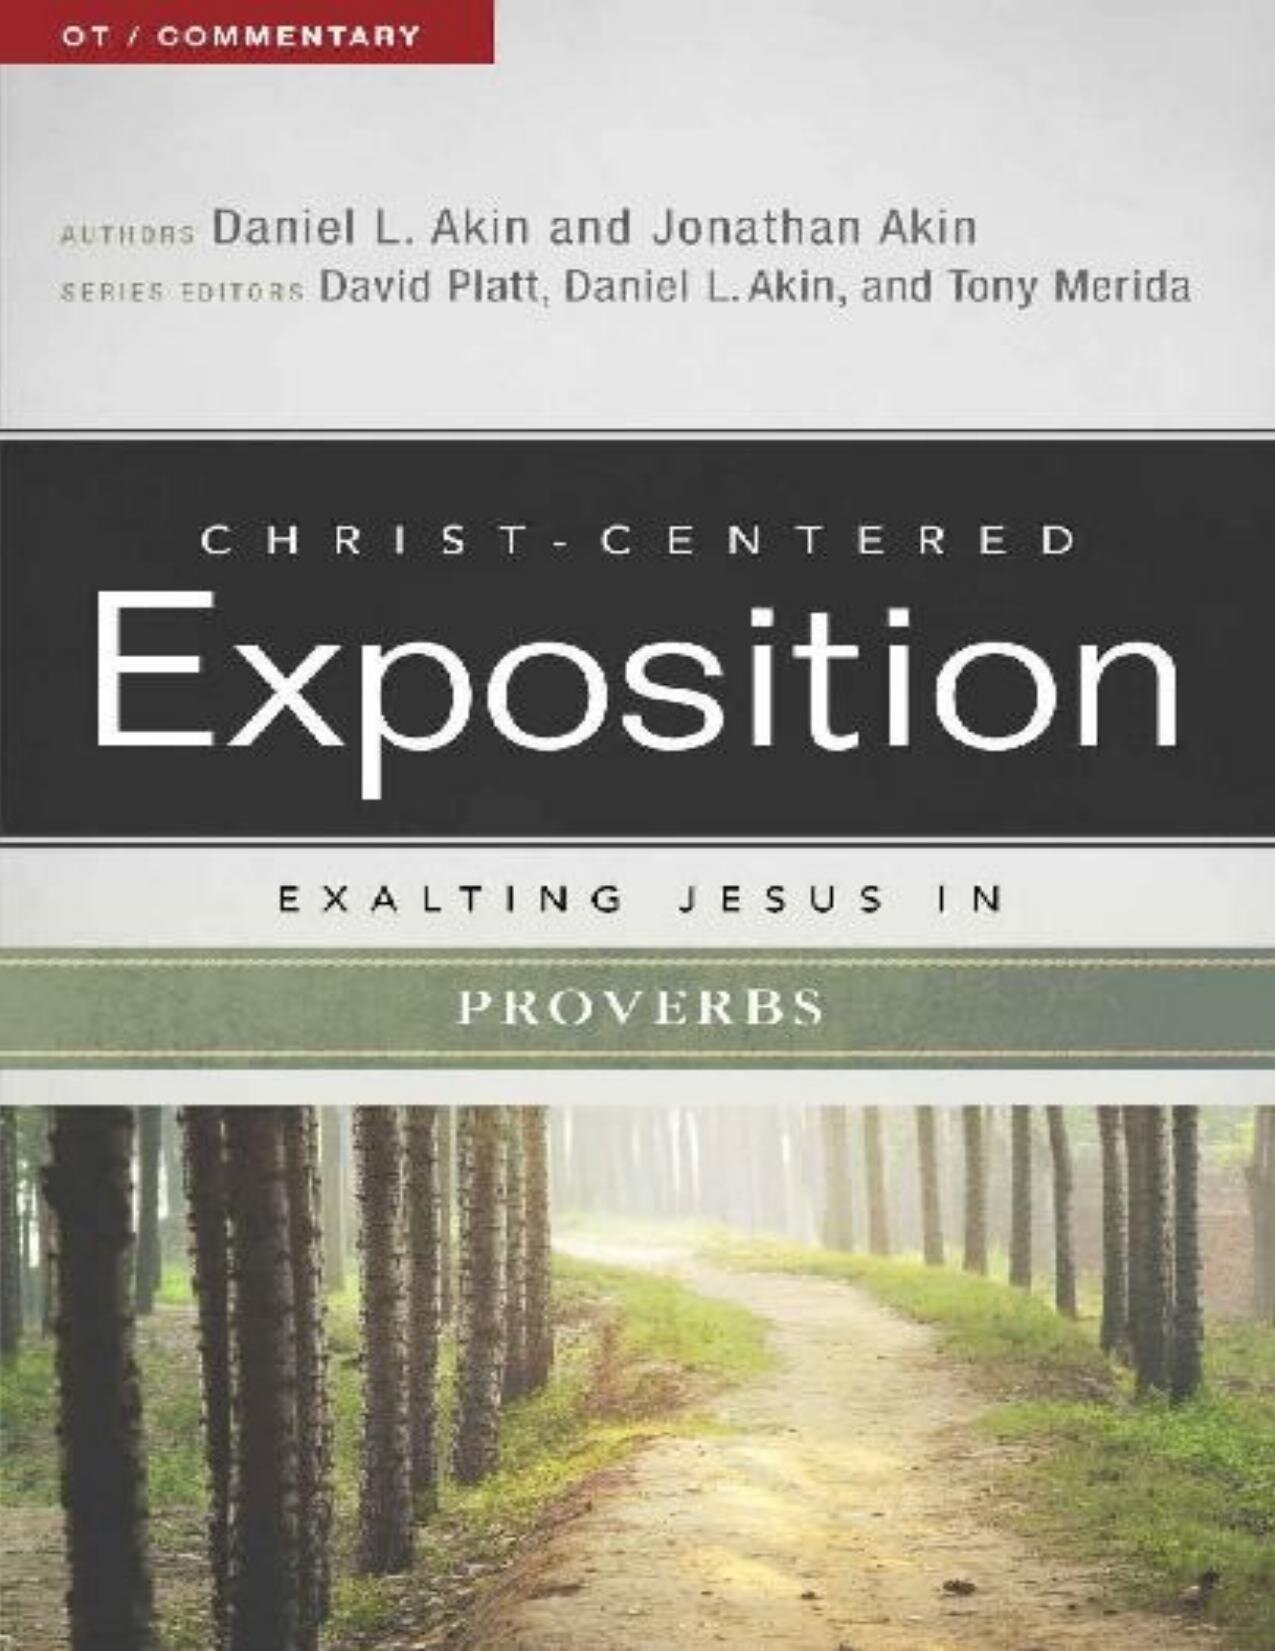 OT / COMMENTARY
AUTHORS Daniel L. Akin and Jonathan Akin
SERIES EDITORS David Platt, Daniel L. Akin, and Tony Merida
CHRIST-CENTERED
Exposition
EXALTING JESUS IN
PROVERBS